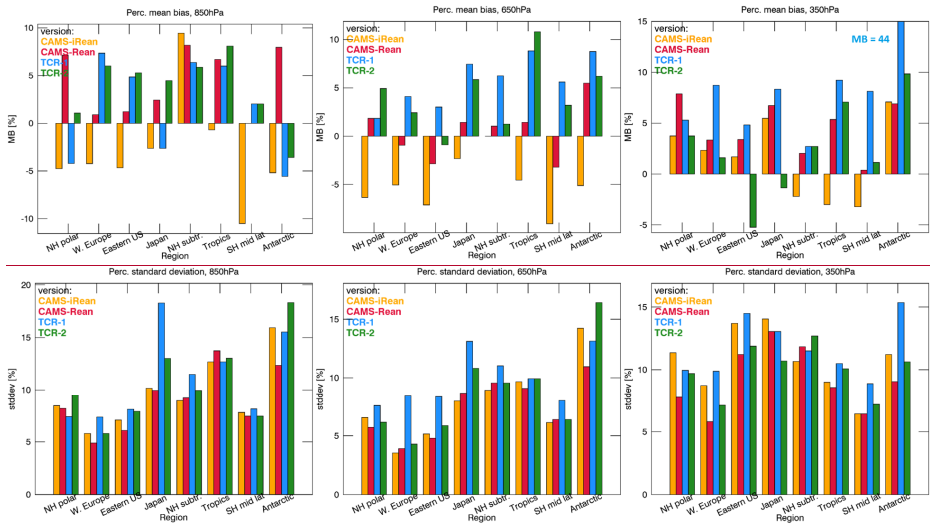 Perc. mean bias, 850hPa
version:
CAMS-iRean
CAMS-Rean
TCR-1
TCR-2
MB [%]
10
5
0
-5
-10
NH polar
W. Europe
Eastern US
Japan
NH subtr.
Tropics
SH mid lat
Antarctic
Region
Perc. mean bias, 650hPa
version:
CAMS-iRean
CAMS-Rean
TCR-1
TCR-2
MB [%]
10
5
0
-5
NH polar
W. Europe
Eastern US
Japan
NH subtr.
Tropics
SH mid lat
Antarctic
Region
Perc. mean bias, 350hPa
version:
CAMS-iRean
CAMS-Rean
TCR-1
TCR-2
MB = 44
MB [%]
15
10
5
0
-5
NH polar
W. Europe
Eastern US
Japan
NH subtr.
Tropics
SH mid lat
Antarctic
Region
Perc. standard deviation, 850hPa
version:
CAMS-iRean
CAMS-Rean
TCR-1
TCR-2
stddev [%]
20
15
10
5
0
NH polar
W. Europe
Eastern US
Japan
NH subtr.
Tropics
SH mid lat
Antarctic
Region
Perc. standard deviation, 650hPa
version:
CAMS-iRean
CAMS-Rean
TCR-1
TCR-2
stddev [%]
15
10
5
0
NH polar
W. Europe
Eastern US
Japan
NH subtr.
Tropics
SH mid lat
Antarctic
Region
Perc. standard deviation, 350hPa
version:
CAMS-iRean
CAMS-Rean
TCR-1
TCR-2
stddev [%]
15
10
5
0
NH polar
W. Europe
Eastern US
Japan
NH subtr.
Tropics
SH mid lat
Antarctic
Region